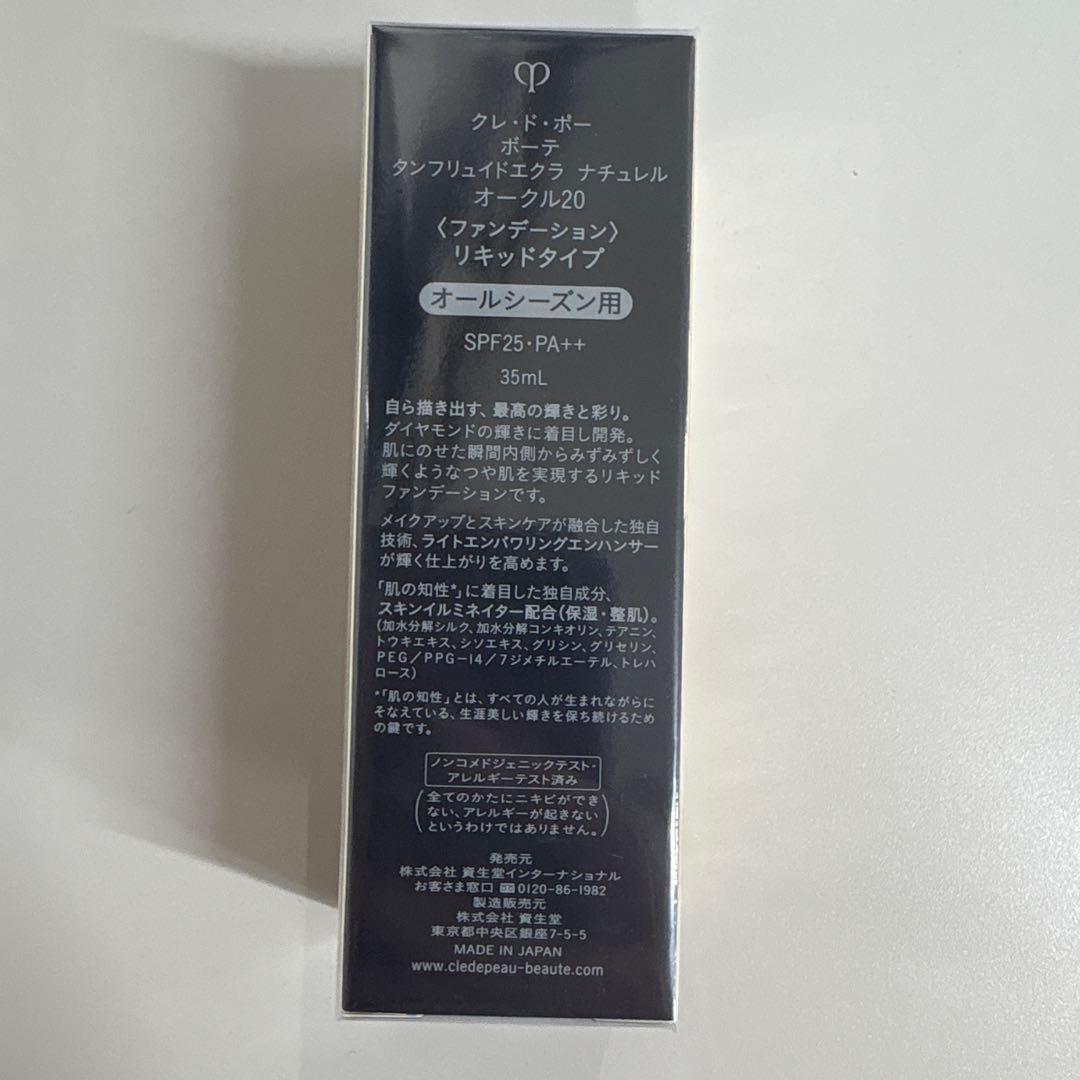 クレ・ド・ポー
ボーテ
タンフリュイドエクラ ナチュレル
オークル20
〈ファンデーション〉
リキッドタイプ
オールシーズン用
SPF25・PA++
35mL
自ら描き出す、最高の輝きと彩り。
ダイヤモンドの輝きに着目し開発。
肌にのせた瞬間内側からみずみずしく
輝くようなつや肌を実現するリキッド
ファンデーションです。
メイクアップとスキンケアが融合した独自
技術、ライトエンパワリングエンハンサー
が輝く仕上がりを高めます。
「肌の知性*」に着目した独自成分、
スキンイルミネイター配合(保湿・整肌)。
(加水分解シルク、加水分解コンキオリン、テアニン、
トウキエキス、シソエキス、グリシン、グリセリン、
PEG/PPG-14/7ジメチルエーテル、トレハ
ロース)
*「肌の知性」とは、すべての人が生まれながらに
そなえている、生涯美しい輝きを保ち続けるため
の鍵です。
ノンコメドジェニックテスト・
アレルギーテスト済み
(全てのかたにニキビができ
ない、アレルギーが起きない
というわけではありません。)
発売元
株式会社 資生堂インターナショナル
お客さま窓口 0120-86-1982
製造販売元
株式会社 資生堂
東京都中央区銀座7-5-5
MADE IN JAPAN
www.cledepeau-beaute.com